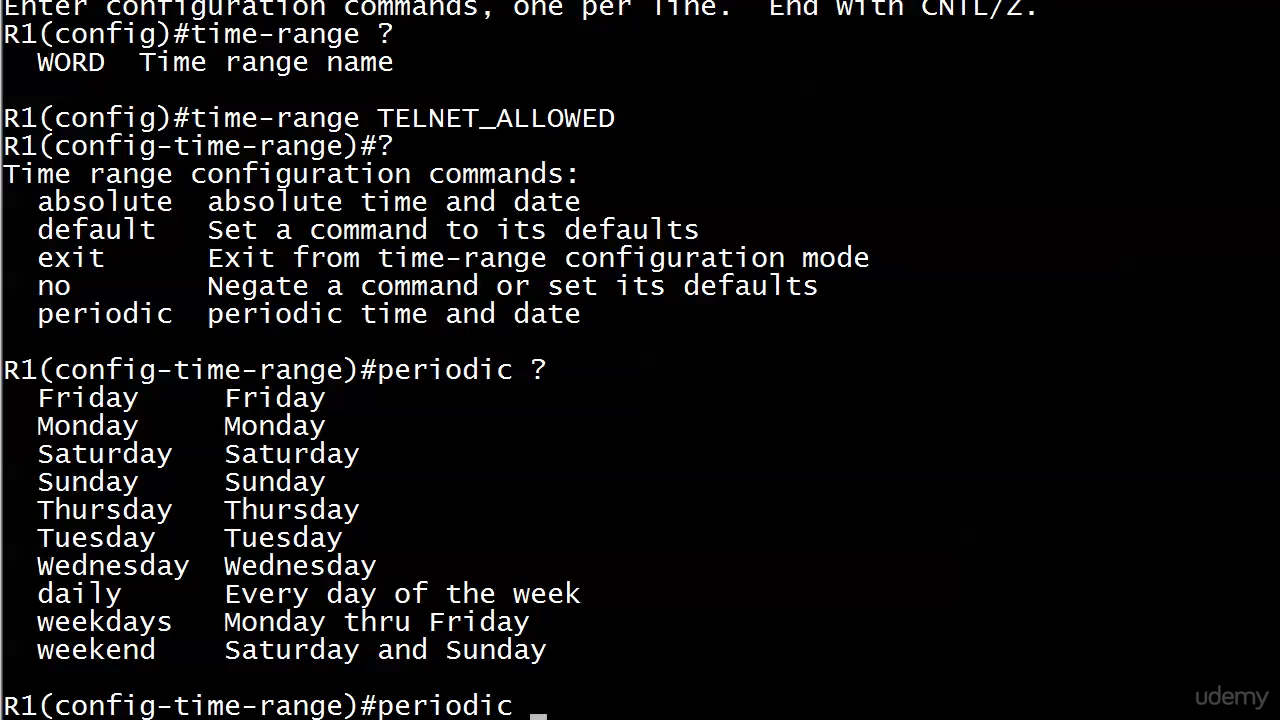 Enter configuration commands, one per line.  End with CNTL/Z.
R1(config)#time-range ?
  WORD  Time range name

R1(config)#time-range TELNET_ALLOWED
R1(config-time-range)#?
Time range configuration commands:
  absolute  absolute time and date
  default   Set a command to its defaults
  exit      Exit from time-range configuration mode
  no        Negate a command or set its defaults
  periodic  periodic time and date

R1(config-time-range)#periodic ?
  Friday     Friday
  Monday     Monday
  Saturday   Saturday
  Sunday     Sunday
  Thursday   Thursday
  Tuesday    Tuesday
  Wednesday  Wednesday
  daily      Every day of the week
  weekdays   Monday thru Friday
  weekend    Saturday and Sunday

R1(config-time-range)#periodic _
udemy